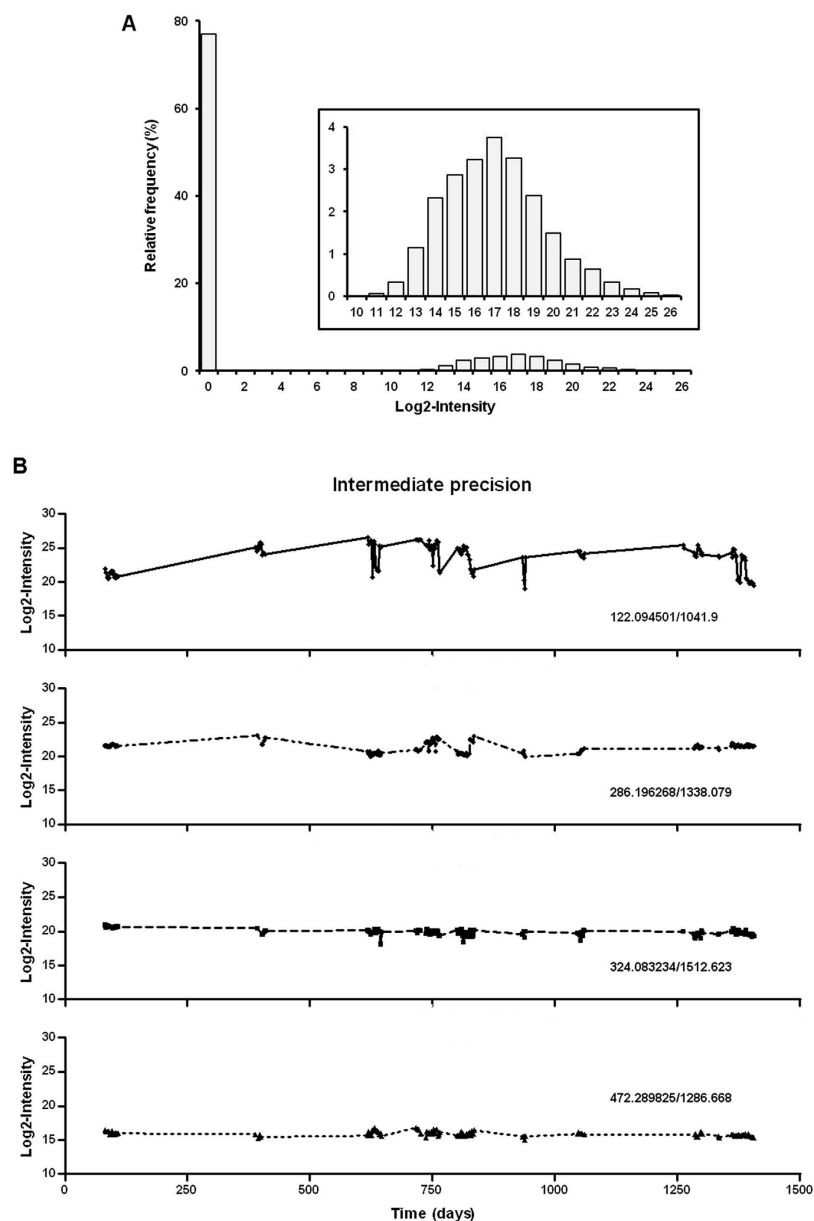 A
Relative frequency (%)
80
60
40
20
0
4
3
2
1
0
10 11 12 13 14 15 16 17 18 19 20 21 22 23 24 25 26
0 2 4 6 8 10 12 14 16 18 20 22 24 26
Log2-Intensity
B
Intermediate precision
Log2-Intensity
30
25
20
15
10
122.094501/1041.9
Log2-Intensity
30
25
20
15
10
286.196268/1338.079
Log2-Intensity
30
25
20
15
10
324.083234/1512.623
Log2-Intensity
30
25
20
15
10
472.289825/1286.668
0 250 500 750 1000 1250 1500
Time (days)